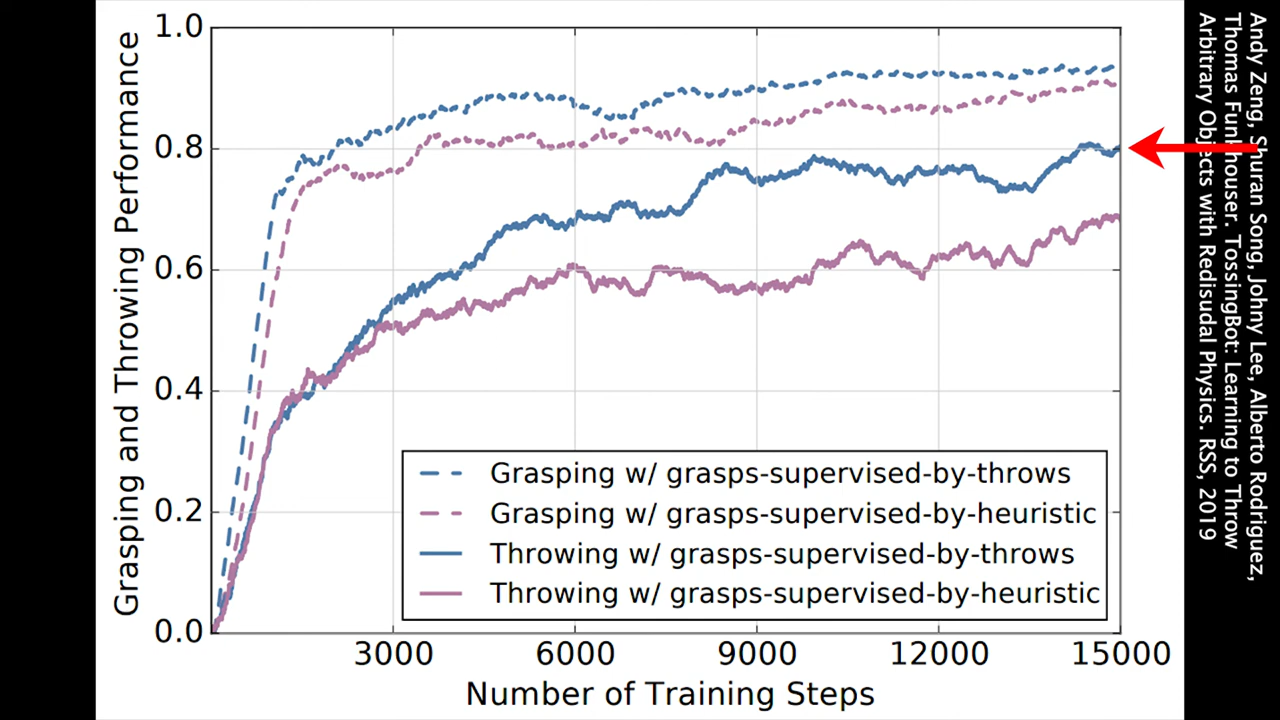 Grasping and Throwing Performance
1.0
0.8
0.6
0.4
0.2
0.0
3000
6000
9000
12000
15000
Number of Training Steps
Grasping w/ grasps-supervised-by-throws
Grasping w/ grasps-supervised-by-heuristic
Throwing w/ grasps-supervised-by-throws
Throwing w/ grasps-supervised-by-heuristic
Andy Zeng, Shuran Song, Johny Lee, Alberto Rodriguez,
Thomas Funkhouser. TossingBot: Learning to Throw
Arbitrary Objects with Redisudal Physics. RSS, 2019